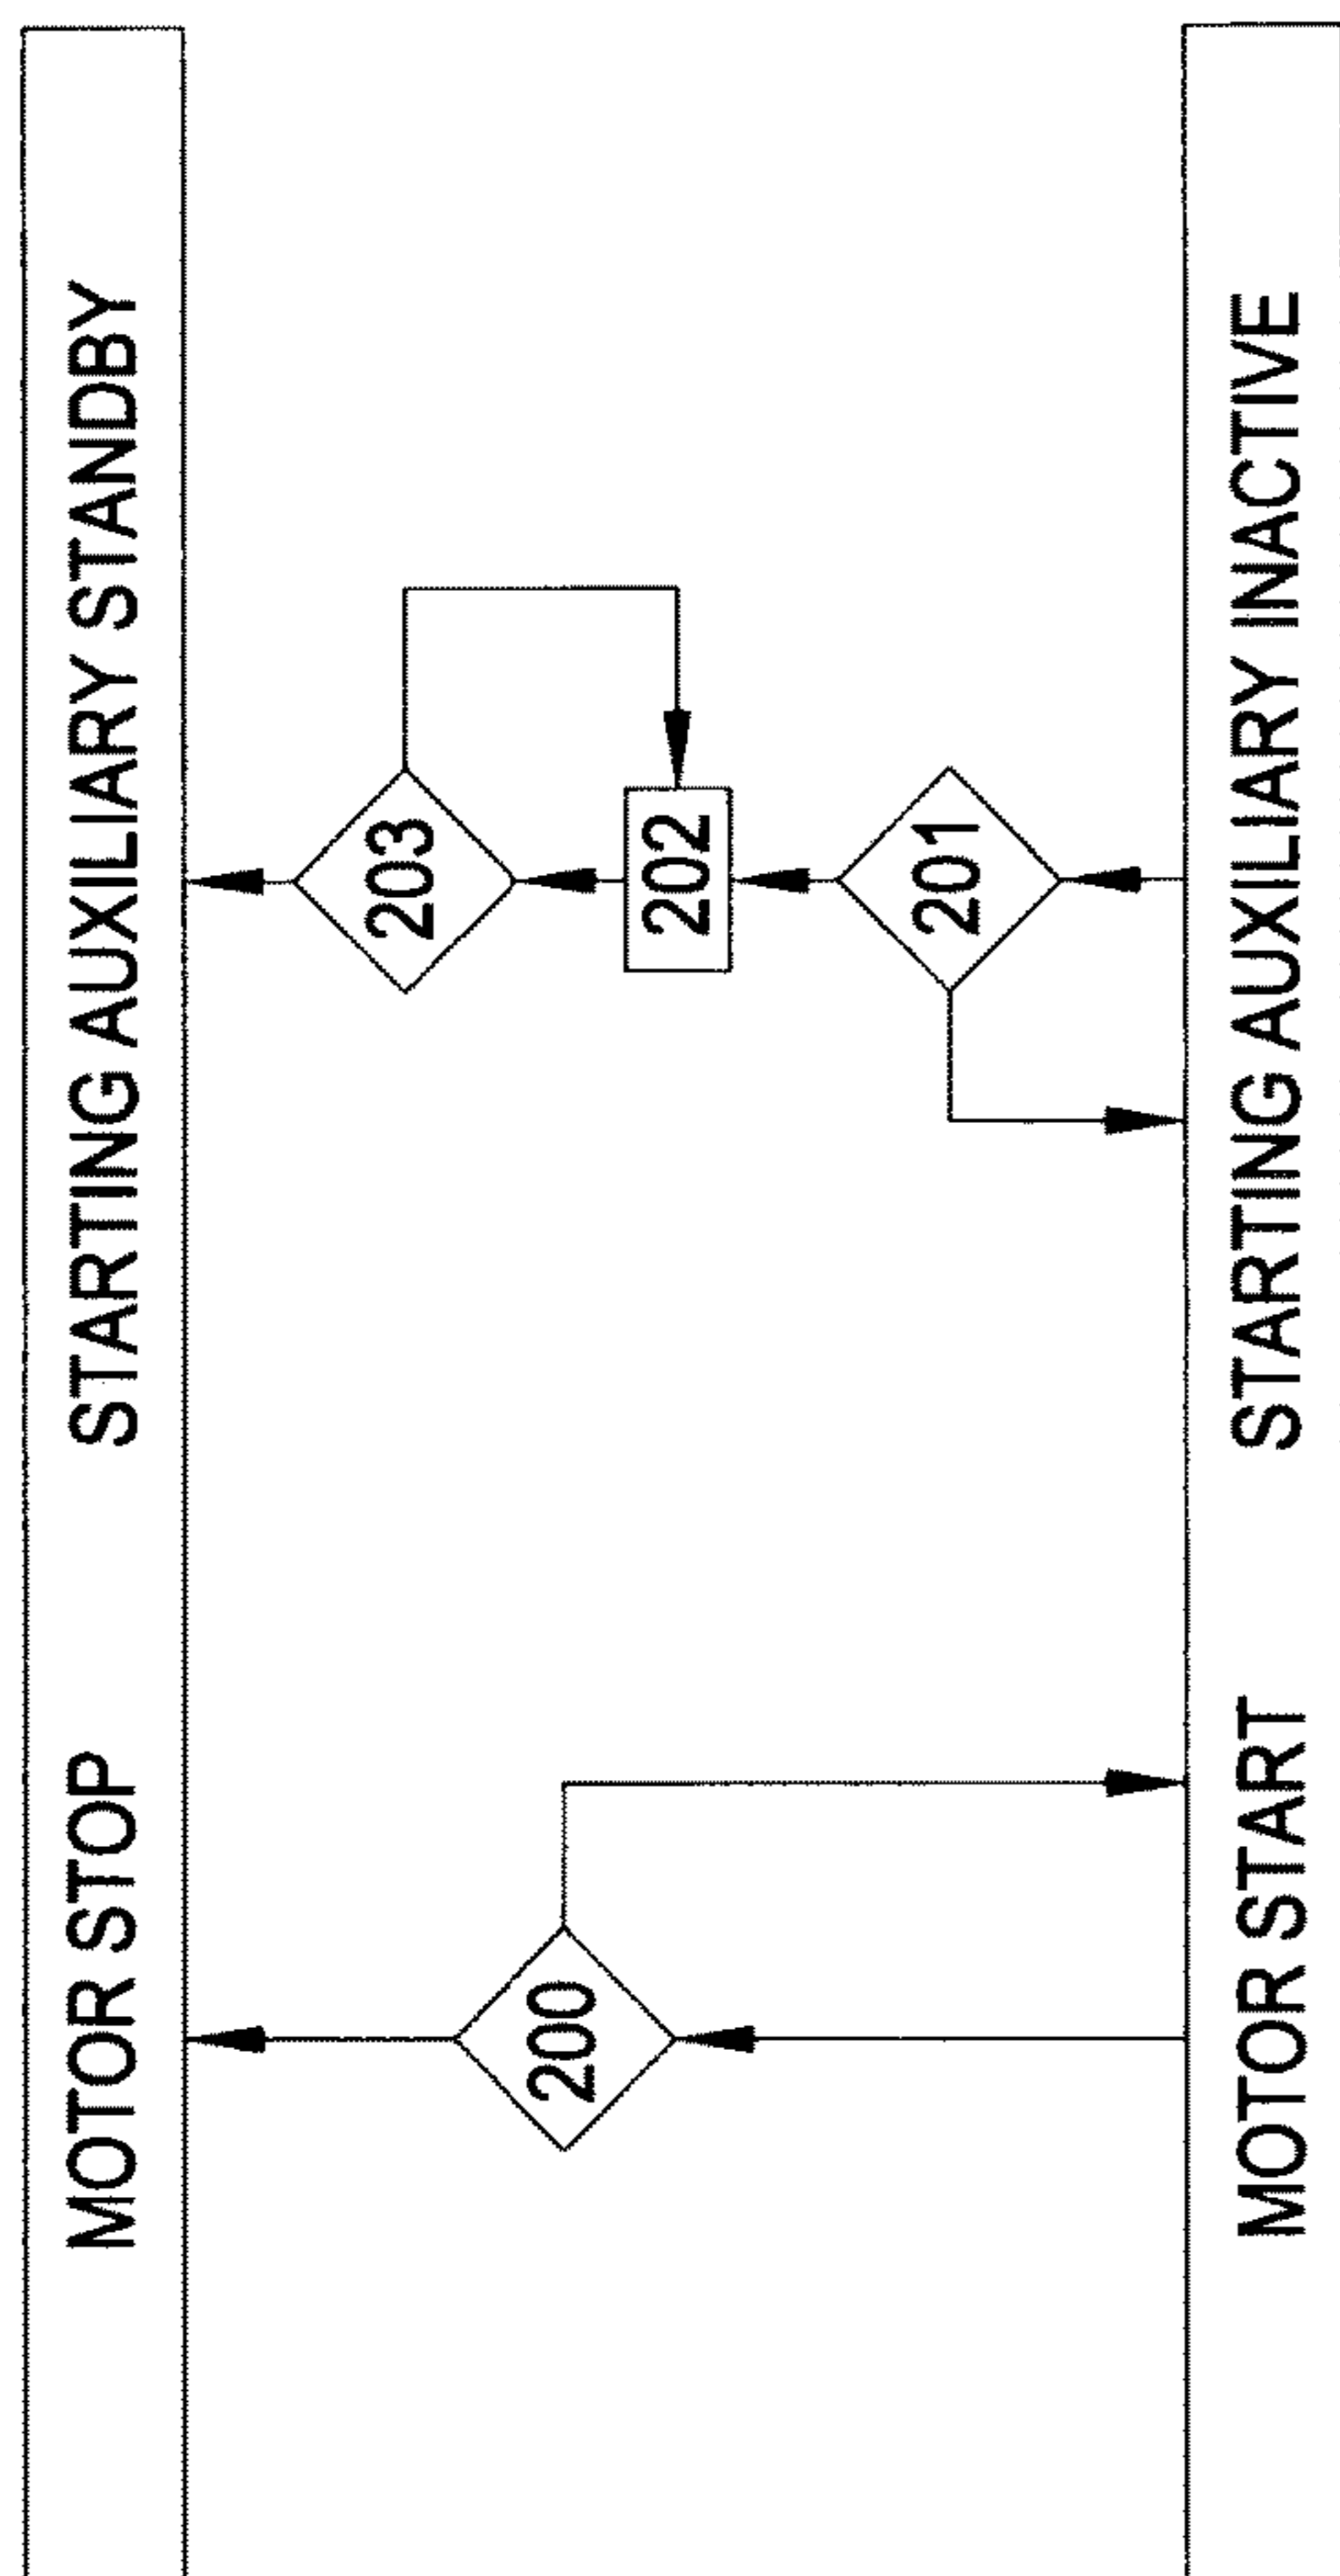 MOTOR STOP STARTING AUXILIARY STANDBY
200
203
202
201
MOTOR START STARTING AUXILIARY INACTIVE